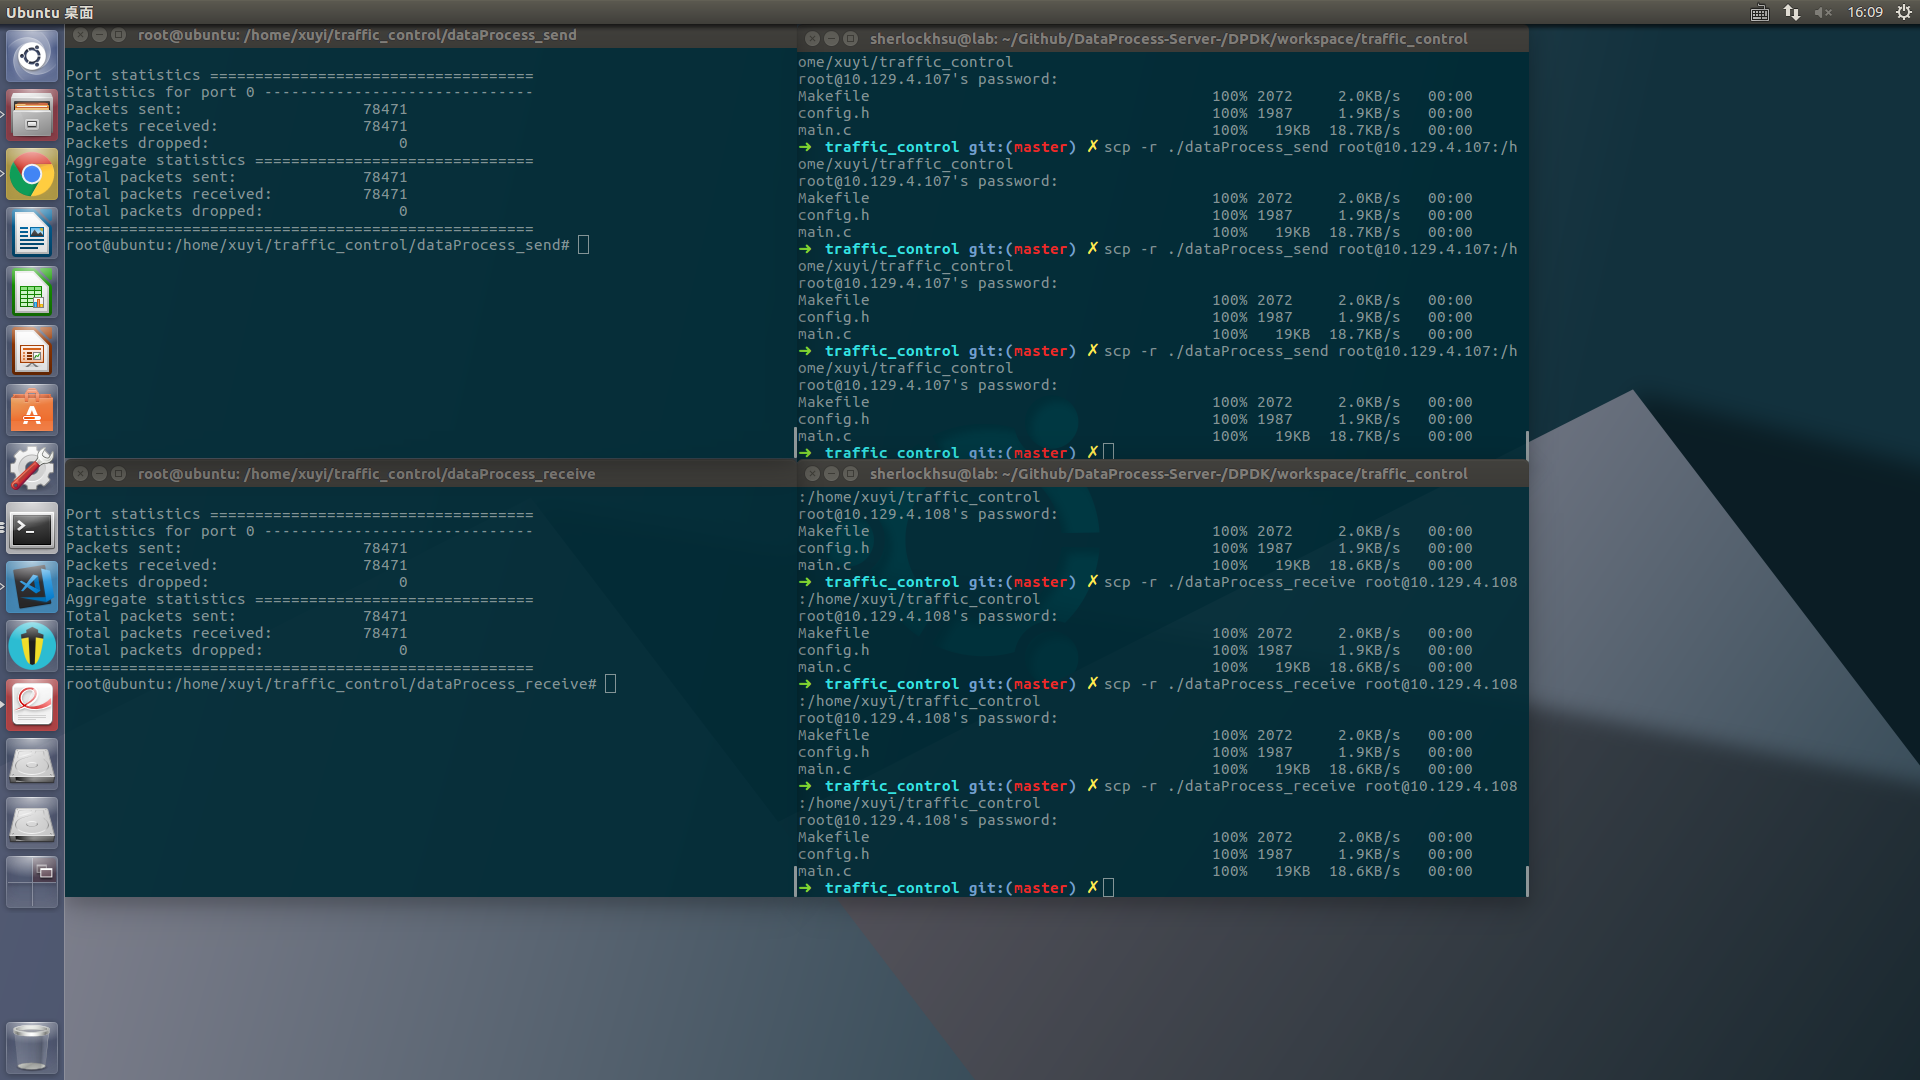 Ubuntu 桌面
16:09
root@ubuntu: /home/xuyi/traffic_control/dataProcess_send
Port statistics ====================================
Statistics for port 0 ------------------------------
Packets sent: 78471
Packets received: 78471
Packets dropped: 0
Aggregate statistics ===============================
Total packets sent: 78471
Total packets received: 78471
Total packets dropped: 0
====================================================
root@ubuntu:/home/xuyi/traffic_control/dataProcess_send#
sherlockhsu@lab: ~/Github/DataProcess-Server-/DPDK/workspace/traffic_control
ome/xuyi/traffic_control
root@10.129.4.107's password:
Makefile 100% 2072 2.0KB/s 00:00
config.h 100% 1987 1.9KB/s 00:00
main.c 100% 19KB 18.7KB/s 00:00
➜ traffic_control git:(master) ✗ scp -r ./dataProcess_send root@10.129.4.107:/h
ome/xuyi/traffic_control
root@10.129.4.107's password:
Makefile 100% 2072 2.0KB/s 00:00
config.h 100% 1987 1.9KB/s 00:00
main.c 100% 19KB 18.7KB/s 00:00
➜ traffic_control git:(master) ✗ scp -r ./dataProcess_send root@10.129.4.107:/h
ome/xuyi/traffic_control
root@10.129.4.107's password:
Makefile 100% 2072 2.0KB/s 00:00
config.h 100% 1987 1.9KB/s 00:00
main.c 100% 19KB 18.7KB/s 00:00
➜ traffic_control git:(master) ✗ scp -r ./dataProcess_send root@10.129.4.107:/h
ome/xuyi/traffic_control
root@10.129.4.107's password:
Makefile 100% 2072 2.0KB/s 00:00
config.h 100% 1987 1.9KB/s 00:00
main.c 100% 19KB 18.7KB/s 00:00
➜ traffic_control git:(master) ✗
root@ubuntu: /home/xuyi/traffic_control/dataProcess_receive
Port statistics ====================================
Statistics for port 0 ------------------------------
Packets sent: 78471
Packets received: 78471
Packets dropped: 0
Aggregate statistics ===============================
Total packets sent: 78471
Total packets received: 78471
Total packets dropped: 0
====================================================
root@ubuntu:/home/xuyi/traffic_control/dataProcess_receive#
sherlockhsu@lab: ~/Github/DataProcess-Server-/DPDK/workspace/traffic_control
:/home/xuyi/traffic_control
root@10.129.4.108's password:
Makefile 100% 2072 2.0KB/s 00:00
config.h 100% 1987 1.9KB/s 00:00
main.c 100% 19KB 18.6KB/s 00:00
➜ traffic_control git:(master) ✗ scp -r ./dataProcess_receive root@10.129.4.108
:/home/xuyi/traffic_control
root@10.129.4.108's password:
Makefile 100% 2072 2.0KB/s 00:00
config.h 100% 1987 1.9KB/s 00:00
main.c 100% 19KB 18.6KB/s 00:00
➜ traffic_control git:(master) ✗ scp -r ./dataProcess_receive root@10.129.4.108
:/home/xuyi/traffic_control
root@10.129.4.108's password:
Makefile 100% 2072 2.0KB/s 00:00
config.h 100% 1987 1.9KB/s 00:00
main.c 100% 19KB 18.6KB/s 00:00
➜ traffic_control git:(master) ✗ scp -r ./dataProcess_receive root@10.129.4.108
:/home/xuyi/traffic_control
root@10.129.4.108's password:
Makefile 100% 2072 2.0KB/s 00:00
config.h 100% 1987 1.9KB/s 00:00
main.c 100% 19KB 18.6KB/s 00:00
➜ traffic_control git:(master) ✗